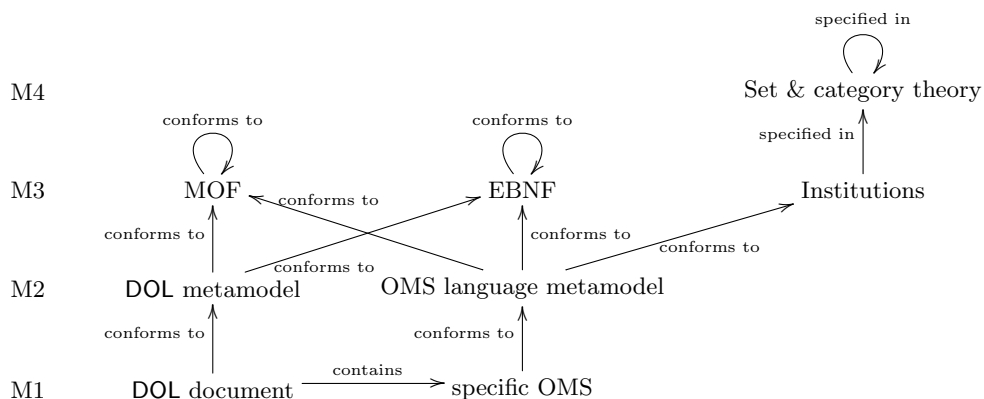 specified in
M4 Set & category theory
conforms to conforms to
specified in
M3 MOF EBNF Institutions
conforms to
conforms to conforms to
conforms to
conforms to
M2 DOL metamodel OMS language metamodel
conforms to conforms to
contains
M1 DOL document specific OMS